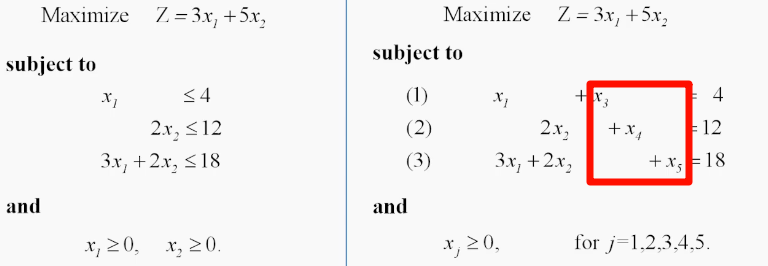 Maximize Z = 3x₁ + 5x₂
subject to
x₁ ≤ 4
2x₂ ≤ 12
3x₁ + 2x₂ ≤ 18
and
x₁ ≥ 0, x₂ ≥ 0.
Maximize Z = 3x₁ + 5x₂
subject to
(1) x₁ + x₃ = 4
(2) 2x₂ + x₄ = 12
(3) 3x₁ + 2x₂ + x₅ = 18
and
xⱼ ≥ 0, for j=1,2,3,4,5.